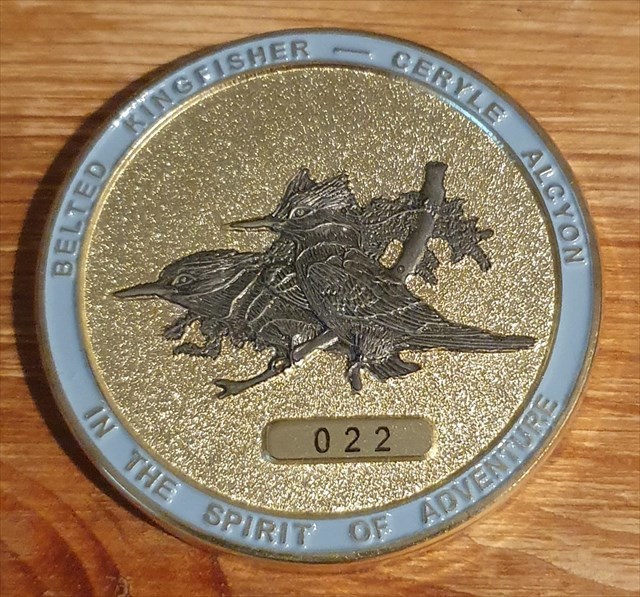 BELTED KINGFISHER — CERYLE ALCYON
022
IN THE SPIRIT OF ADVENTURE